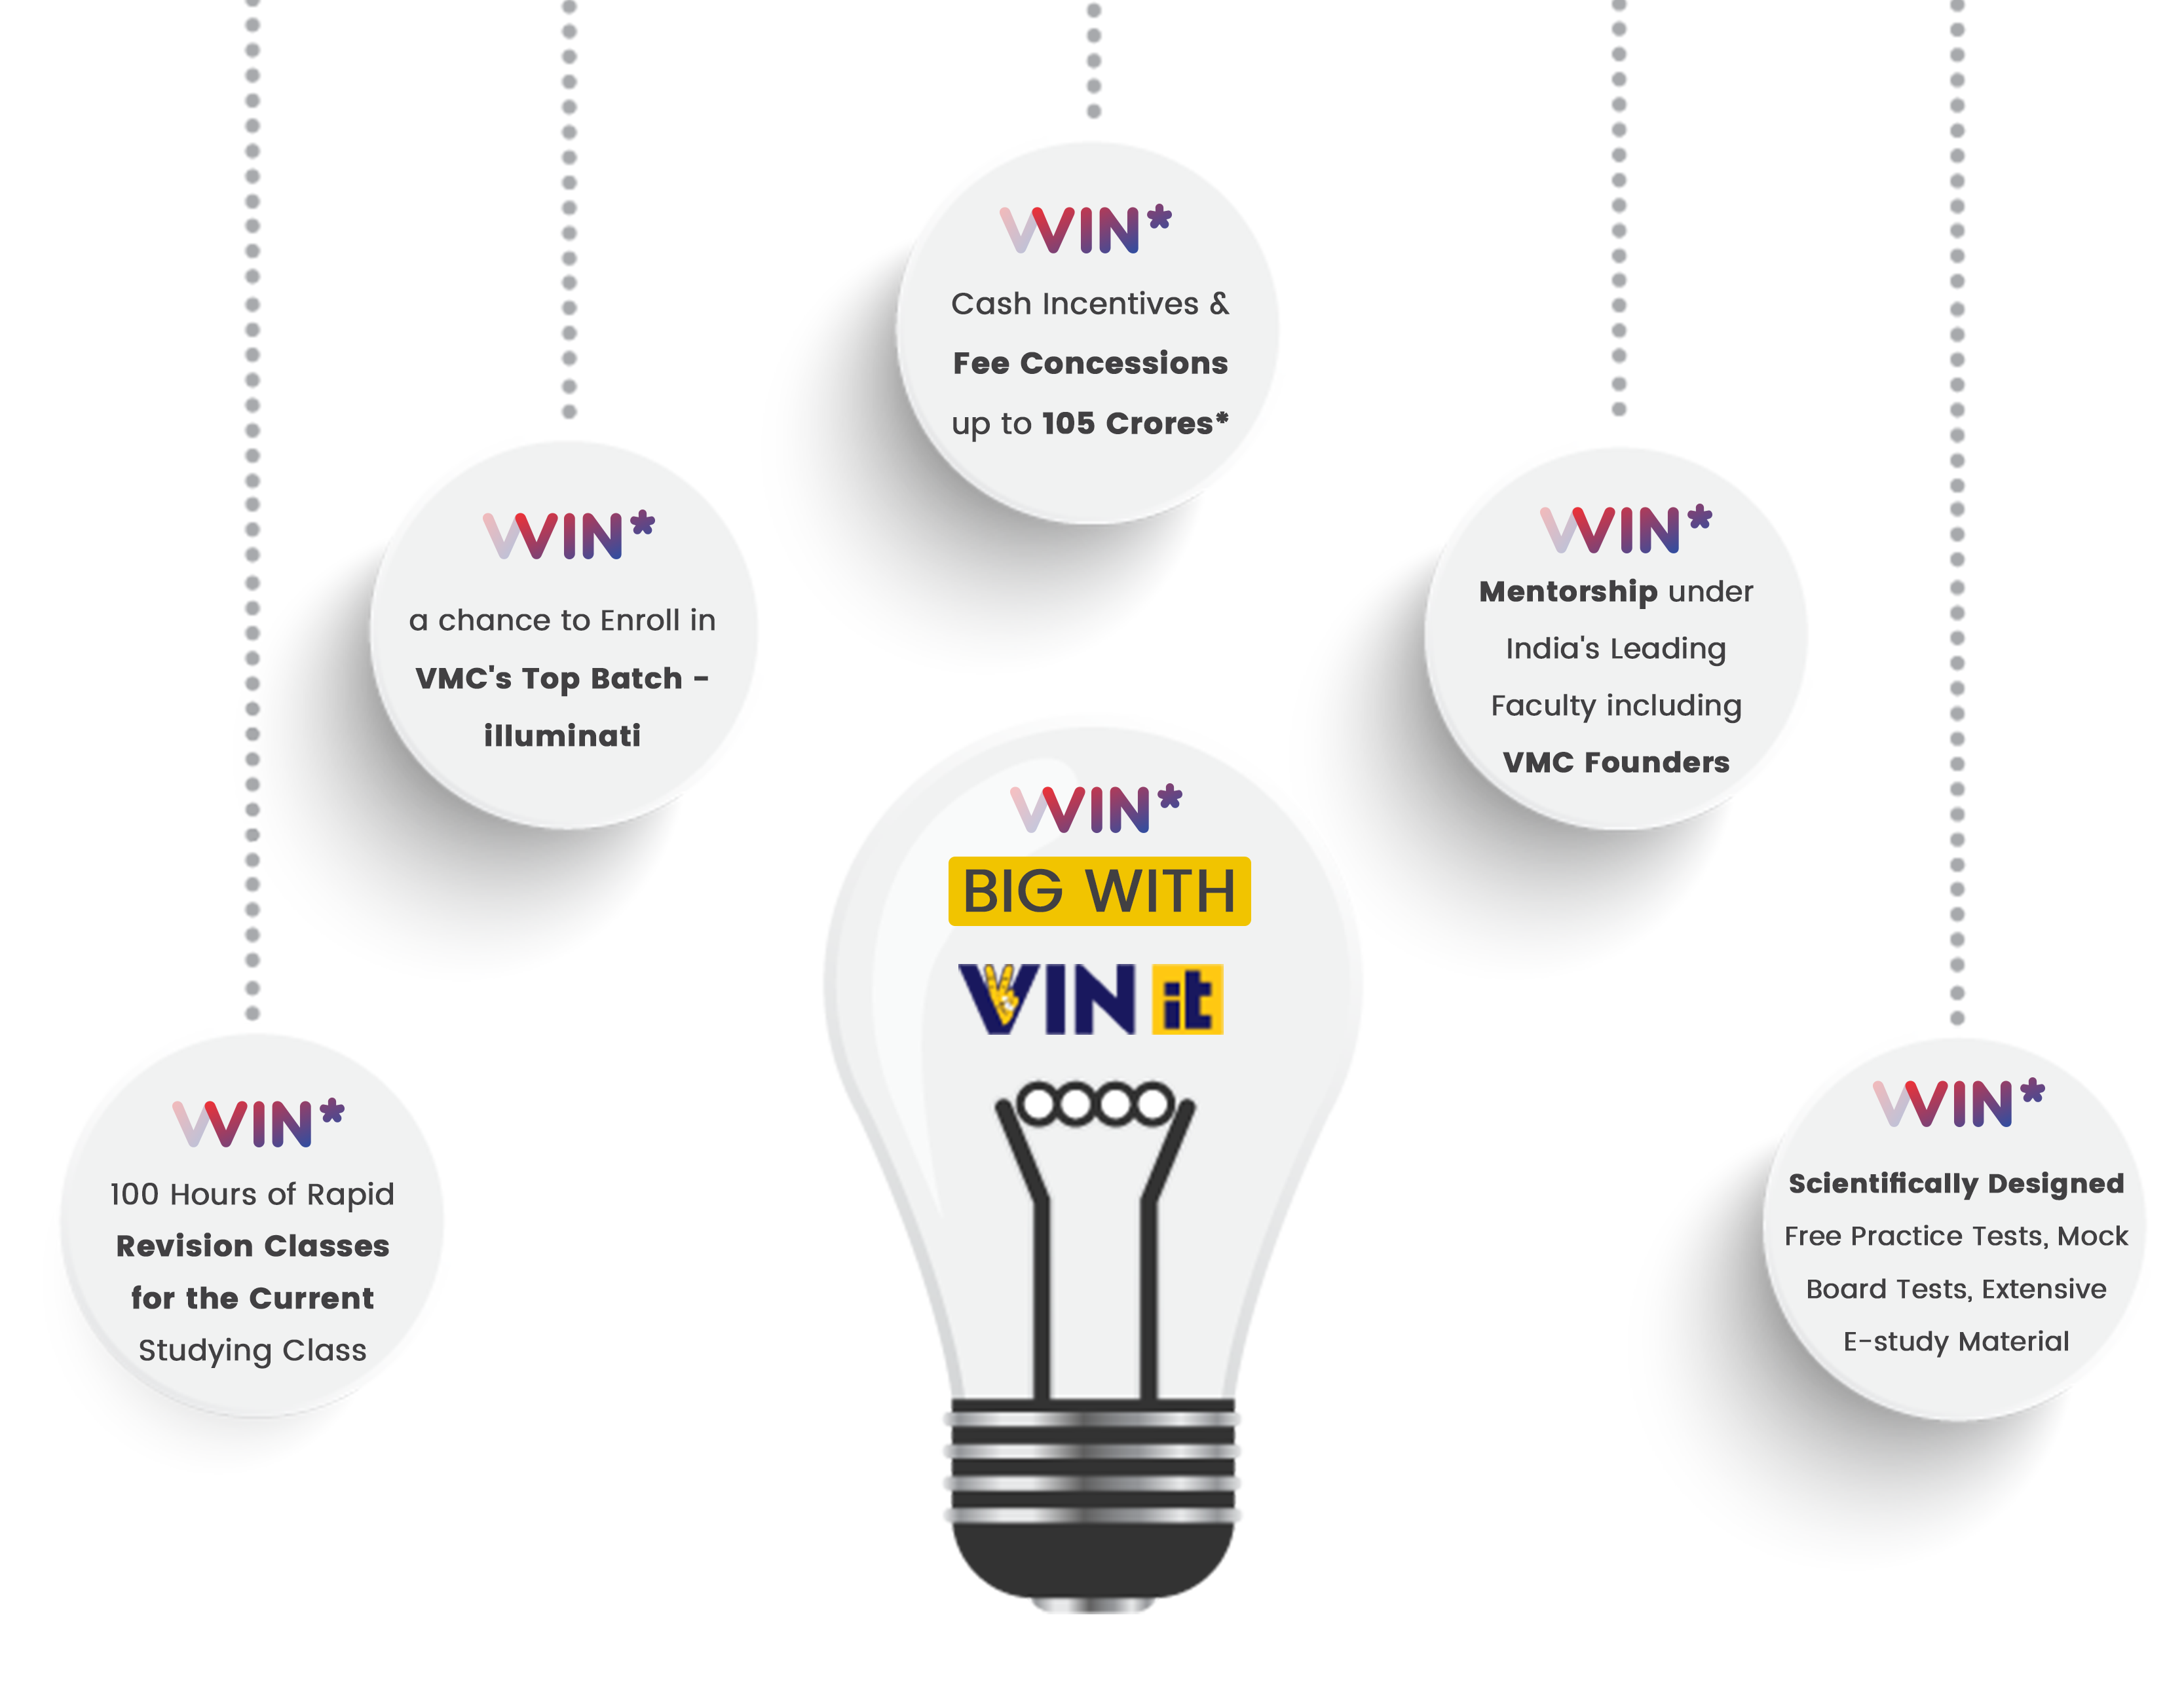 WIN*
Cash Incentives &
Fee Concessions
up to 105 Crores*
WIN*
a chance to Enroll in
VMC's Top Batch -
illuminati
WIN*
Mentorship under
India's Leading
Faculty including
VMC Founders
WIN*
BIG WITH
VIN it
WIN*
100 Hours of Rapid
Revision Classes
for the Current
Studying Class
WIN*
Scientifically Designed
Free Practice Tests, Mock
Board Tests, Extensive
E-study Material